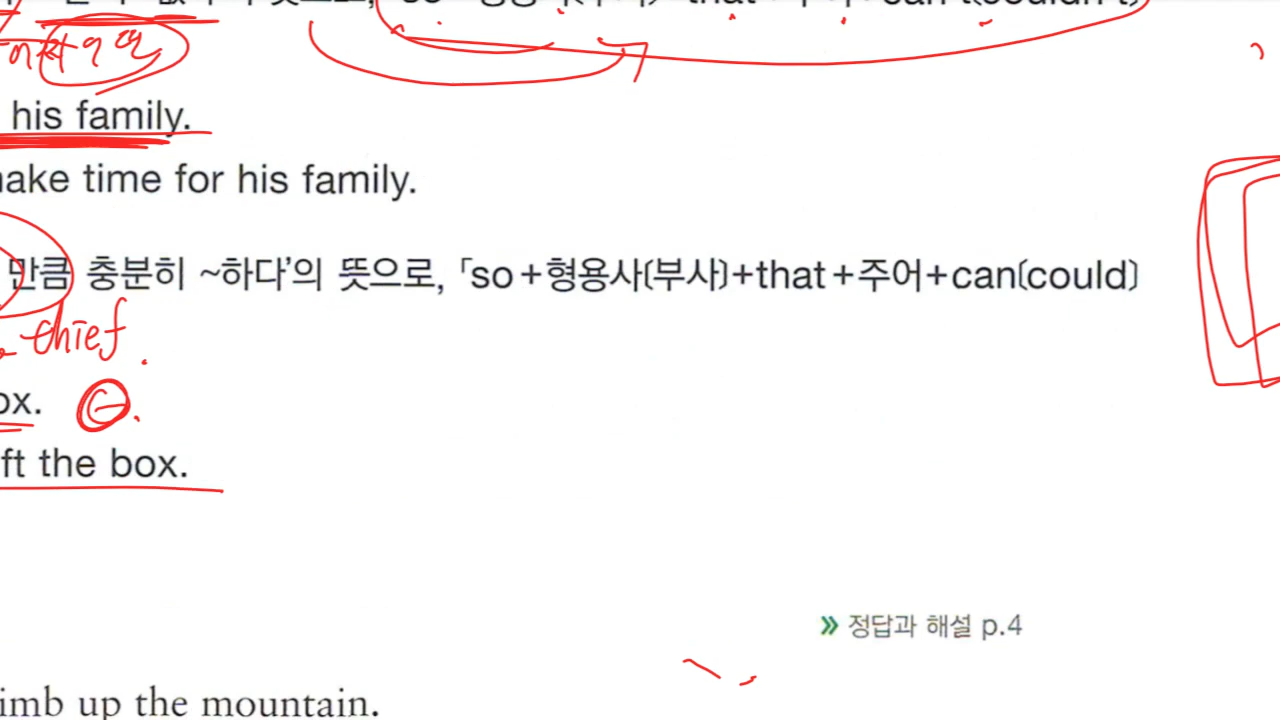 his family.
make time for his family.
만큼 충분히 ~하다’의 뜻으로, 「so+형용사(부사)+that+주어+can(could)
thief.
ox.
ft the box.
» 정답과 해설 p.4
imb up the mountain.